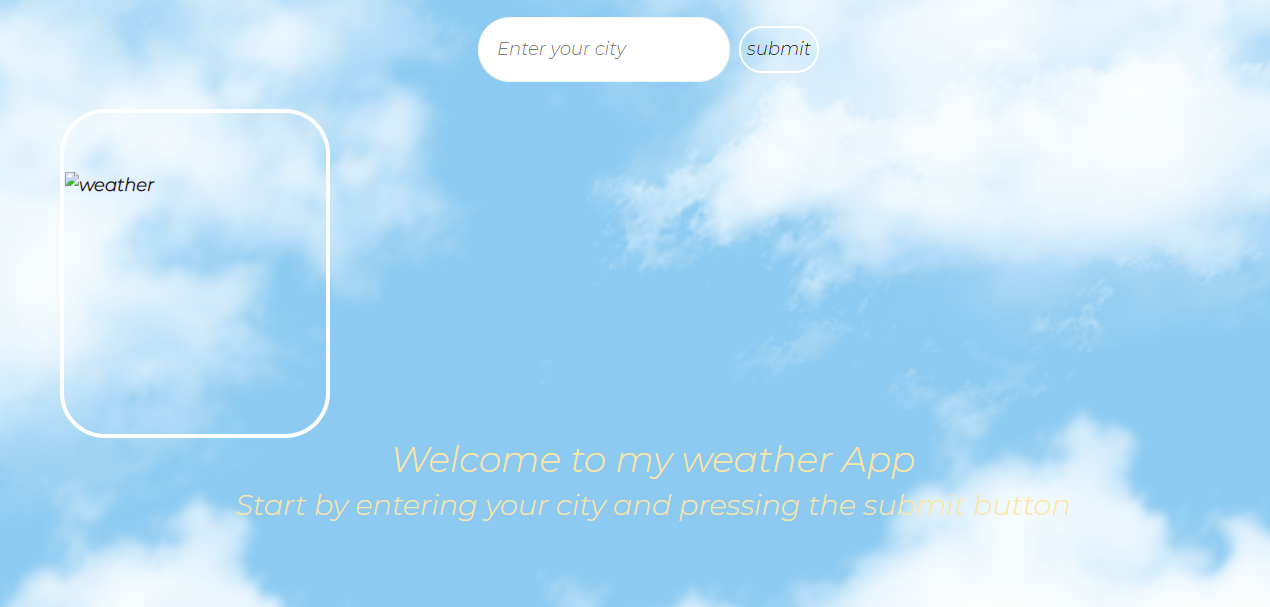 Enter your city
submit
weather
Welcome to my weather App
Start by entering your city and pressing the submit button